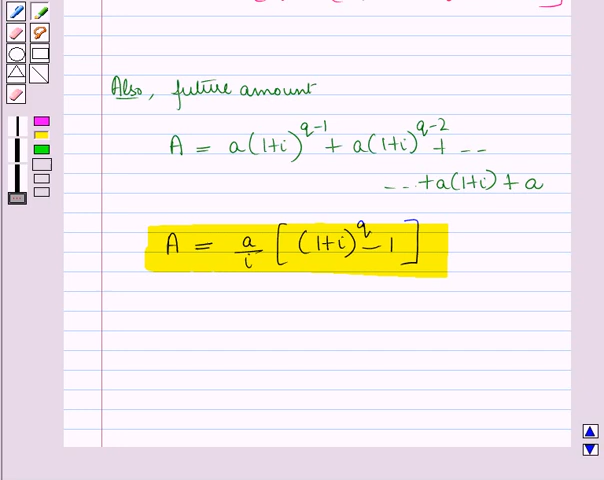 Also, future amount
A = a(1+i)^{q-1} + a(1+i)^{q-2} + --
---+a(1+i) + a
A = a/i [(1+i)^q - 1]